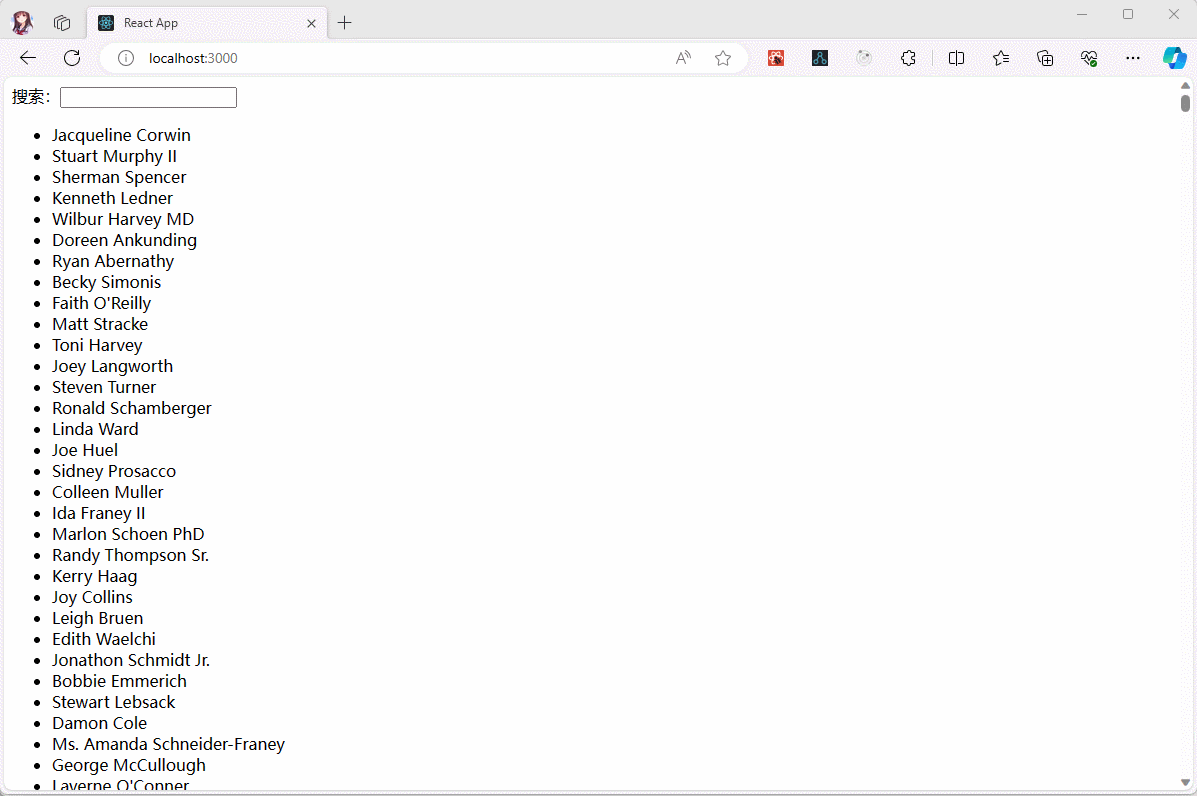 React App
localhost:3000
搜索：
Jacqueline Corwin
Stuart Murphy II
Sherman Spencer
Kenneth Ledner
Wilbur Harvey MD
Doreen Ankunding
Ryan Abernathy
Becky Simonis
Faith O'Reilly
Matt Stracke
Toni Harvey
Joey Langworth
Steven Turner
Ronald Schamberger
Linda Ward
Joe Huel
Sidney Prosacco
Colleen Muller
Ida Franey II
Marlon Schoen PhD
Randy Thompson Sr.
Kerry Haag
Joy Collins
Leigh Bruen
Edith Waelchi
Jonathon Schmidt Jr.
Bobbie Emmerich
Stewart Lebsack
Damon Cole
Ms. Amanda Schneider-Franey
George McCullough
Laverne O'Conner